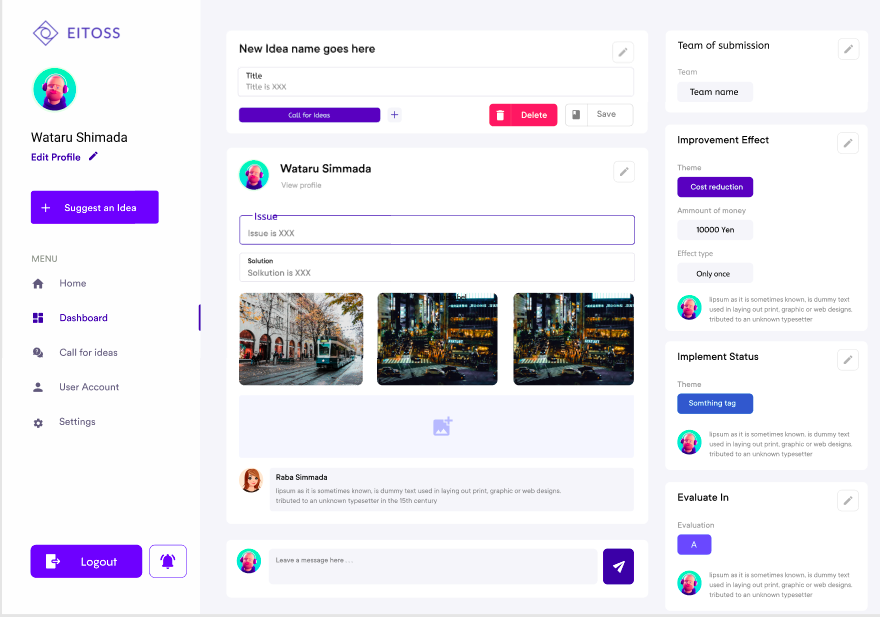 EITOSS
Wataru Shimada
Edit Profile
Suggest an Idea
MENU
Home
Dashboard
Call for ideas
User Account
Settings
Logout
New Idea name goes here
Title
Title is XXX
Call for Ideas
Delete
Save
Wataru Simmada
View profile
Issue
Issue is XXX
Solution
Solkution is XXX
Raba Simmada
lipsum as it is sometimes known, is dummy text used in laying out print, graphic or web designs.
tributed to an unknown typesetter in the 15th century
Leave a message here . . .
Team of submission
Team
Team name
Improvement Effect
Theme
Cost reduction
Ammount of money
10000 Yen
Effect type
Only once
lipsum as it is sometimes known, is dummy text
used in laying out print, graphic or web designs.
tributed to an unknown typesetter
Implement Status
Theme
Somthing tag
lipsum as it is sometimes known, is dummy text
used in laying out print, graphic or web designs.
tributed to an unknown typesetter
Evaluate In
Evaluation
A
lipsum as it is sometimes known, is dummy text
used in laying out print, graphic or web designs.
tributed to an unknown typesetter